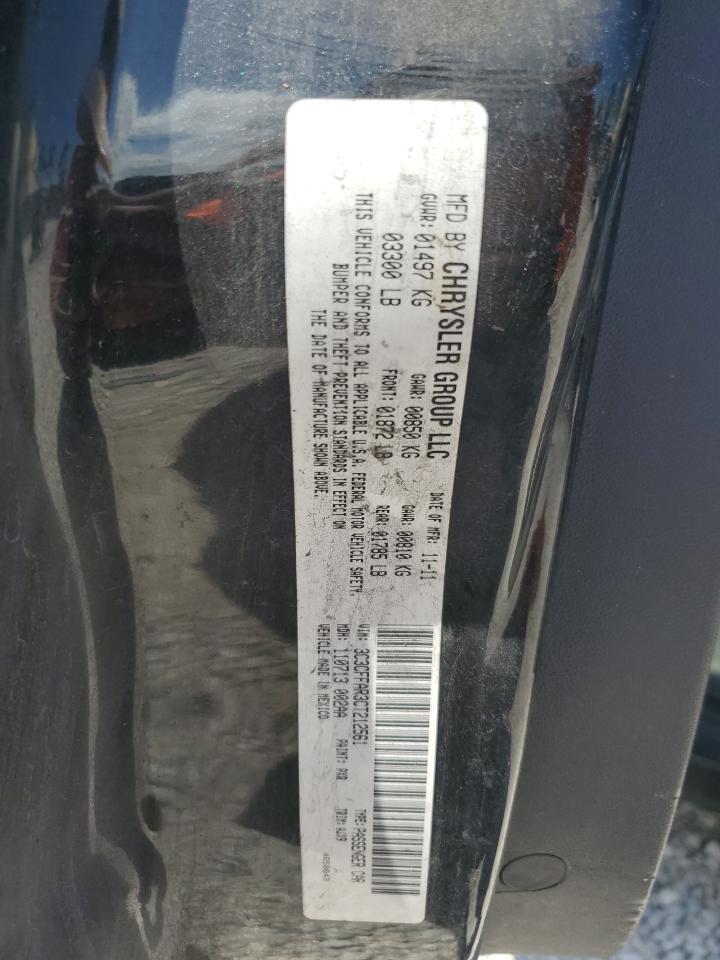 MFD BY CHRYSLER GROUP LLC DATE OF MFR: 11-11
GVWR: 01497 KG GAWR: 00850 KG GAWR: 00810 KG
03300 LB FRONT: 01872 LB REAR: 01785 LB
THIS VEHICLE CONFORMS TO ALL APPLICABLE U.S.A. FEDERAL MOTOR VEHICLE SAFETY,
BUMPER AND THEFT PREVENTION STANDARDS IN EFFECT ON
THE DATE OF MANUFACTURE SHOWN ABOVE.
VIN: 3C3CFFAR3CT212561 TYPE: PASSENGER CAR
MDH: 110713 002AA PAINT: PXR TRIM: 
VEHICLE MADE IN MEXICO